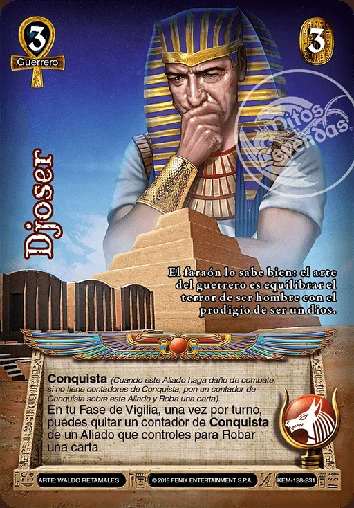 3
Guerrero
3
Mitos
Leyendas
Djoser
El faraón lo sabe bien: el arte
del guerrero es equilibrar el
terror de ser hombre con el
prodigio de ser un dios.
Conquista (Cuando este Aliado haga daño de combate
si no tiene contadores de Conquista, pon un contador de
Conquista sobre este Aliado y Roba una carta).
En tu Fase de Vigilia, una vez por turno,
puedes quitar un contador de Conquista
de un Aliado que controles para Robar
una carta.
ARTE: WALDO RETAMALES
© 2015 FENIX ENTERTAINMENT S.P.A.